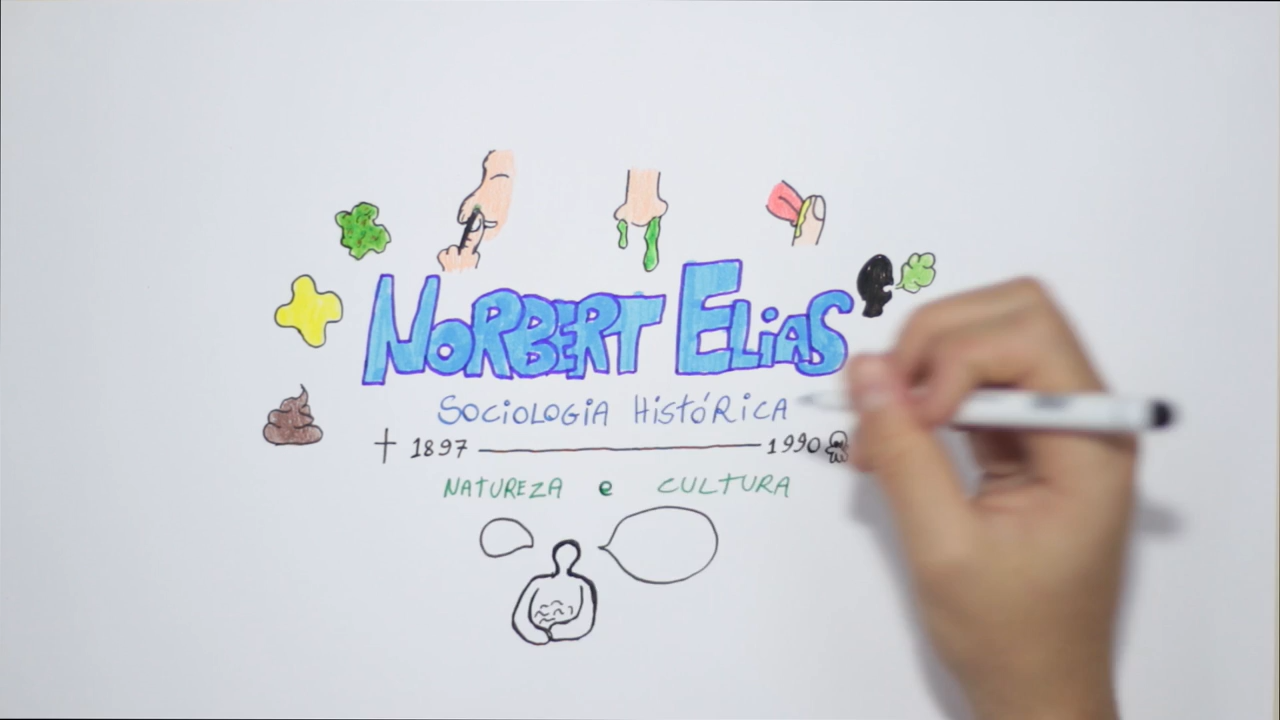 NORBERT ELIAS
SOCIOLOGIA HISTÓRICA
1897 1990
NATUREZA e CULTURA